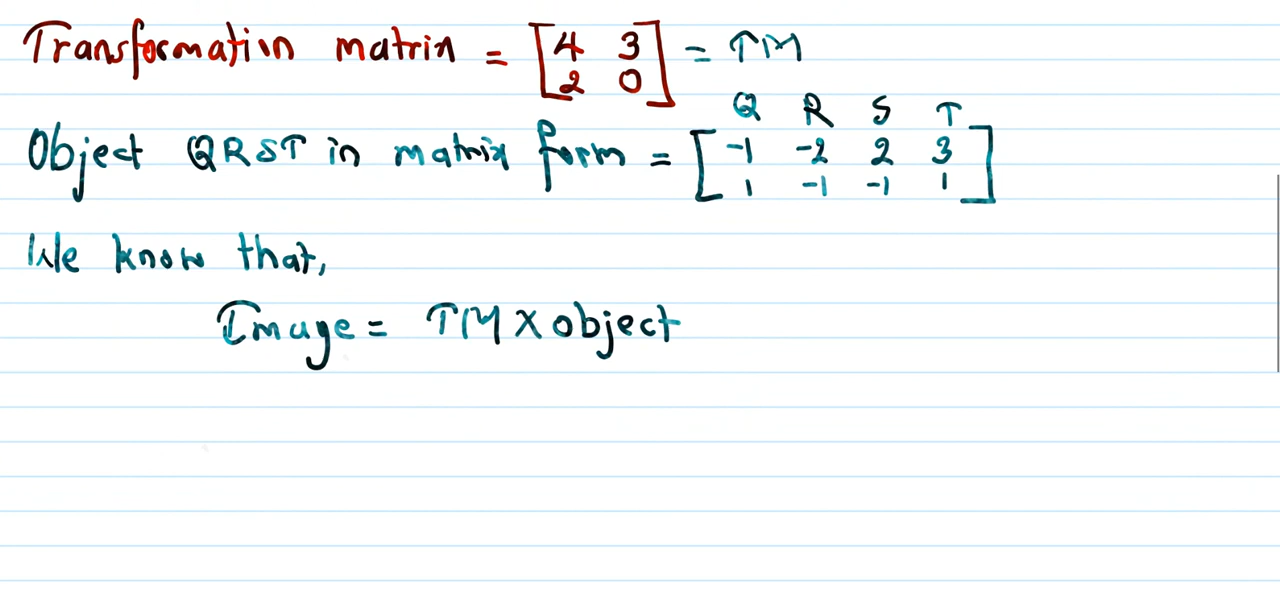 Transformation matrix = [4 3 = TM
2 0]
Q R S T
Object QRST in matrix form = [-1 -2 2 3
1 -1 -1 1]
We know that,
Image = TM X object